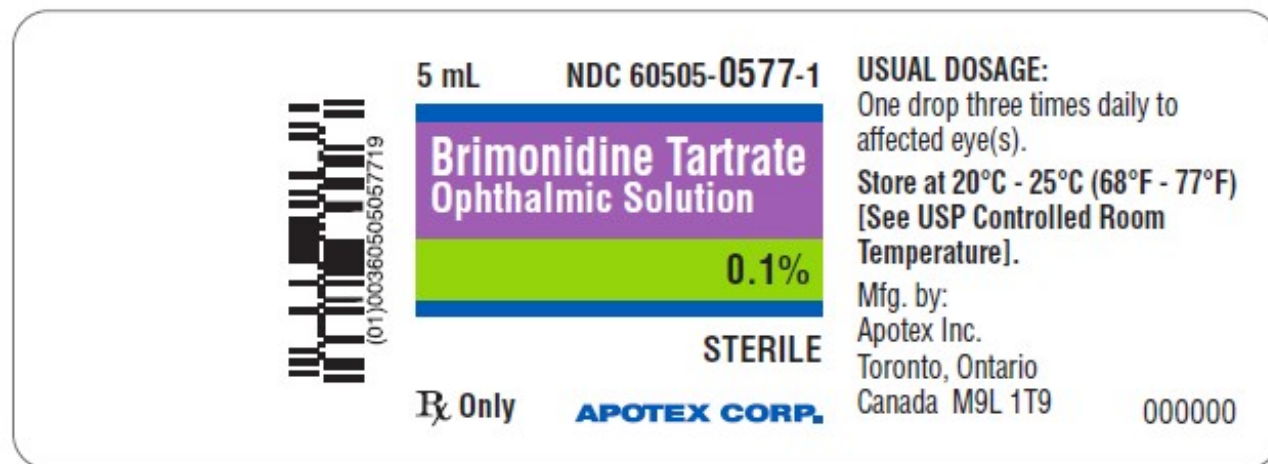 5 mL NDC 60505-0577-1
Brimonidine Tartrate
Ophthalmic Solution
0.1%
STERILE
Rx Only APOTEX CORP.
(01)00360505057719
USUAL DOSAGE:
One drop three times daily to
affected eye(s).
Store at 20°C - 25°C (68°F - 77°F)
[See USP Controlled Room
Temperature].
Mfg. by:
Apotex Inc.
Toronto, Ontario
Canada M9L 1T9 000000